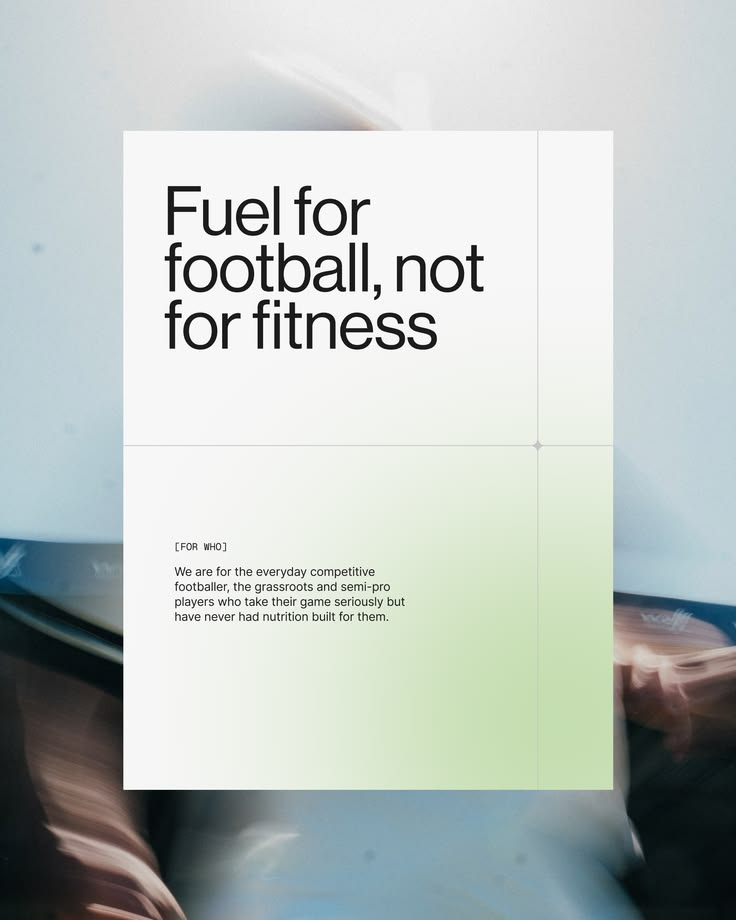 Fuel for
football, not
for fitness
[FOR WHO]
We are for the everyday competitive
footballer, the grassroots and semi-pro
players who take their game seriously but
have never had nutrition built for them.